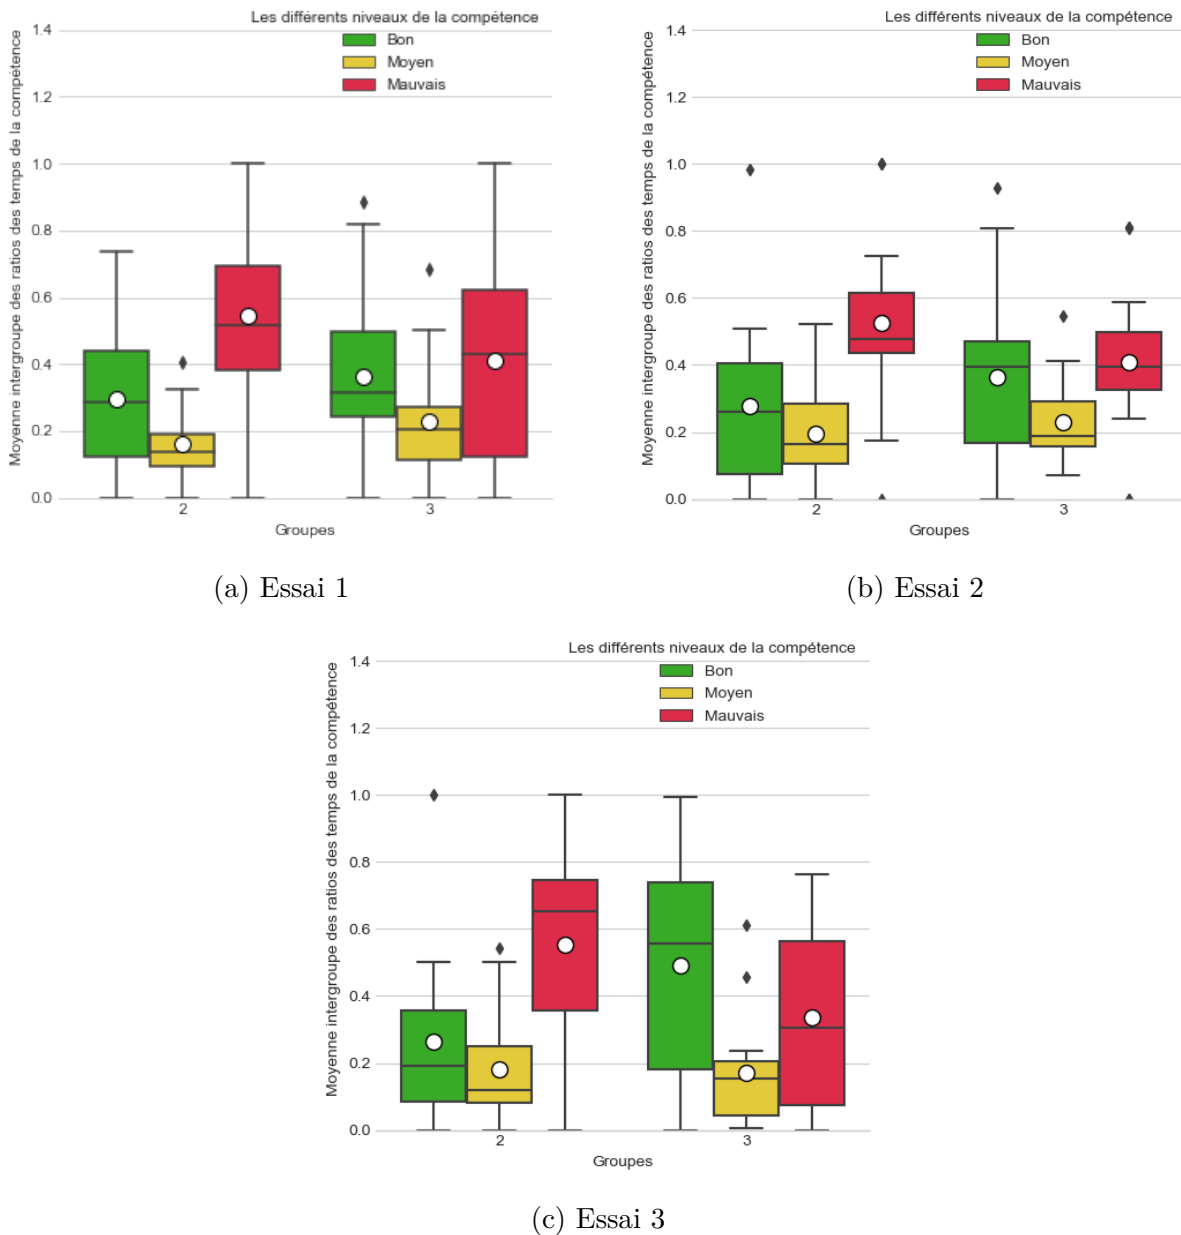 Les différents niveaux de la compétence
Bon
Moyen
Mauvais
Moyenne intergroupe des ratios des temps de la compétence
1.4
1.2
1.0
0.8
0.6
0.4
0.2
0.0
2
3
Groupes
(a) Essai 1
Les différents niveaux de la compétence
Bon
Moyen
Mauvais
Moyenne intergroupe des ratios des temps de la compétence
1.4
1.2
1.0
0.8
0.6
0.4
0.2
0.0
2
3
Groupes
(b) Essai 2
Les différents niveaux de la compétence
Bon
Moyen
Mauvais
Moyenne intergroupe des ratios des temps de la compétence
1.4
1.2
1.0
0.8
0.6
0.4
0.2
0.0
2
3
Groupes
(c) Essai 3